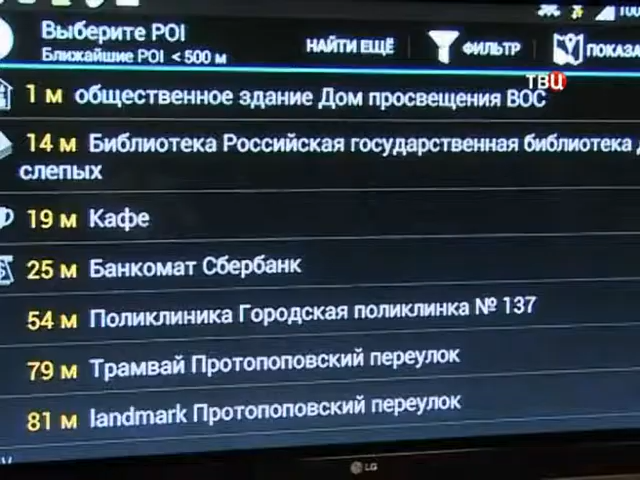 Выберите POI
Ближайшие POI < 500 м
НАЙТИ ЕЩЁ
ФИЛЬТР
ТВЦ
1 м общественное здание Дом просвещения ВОС
14 м Библиотека Российская государственная библиотека
слепых
19 м Кафе
25 м Банкомат Сбербанк
54 м Поликлиника Городская поликлинка № 137
79 м Трамвай Протопоповский переулок
81 м landmark Протопоповский переулок
LG